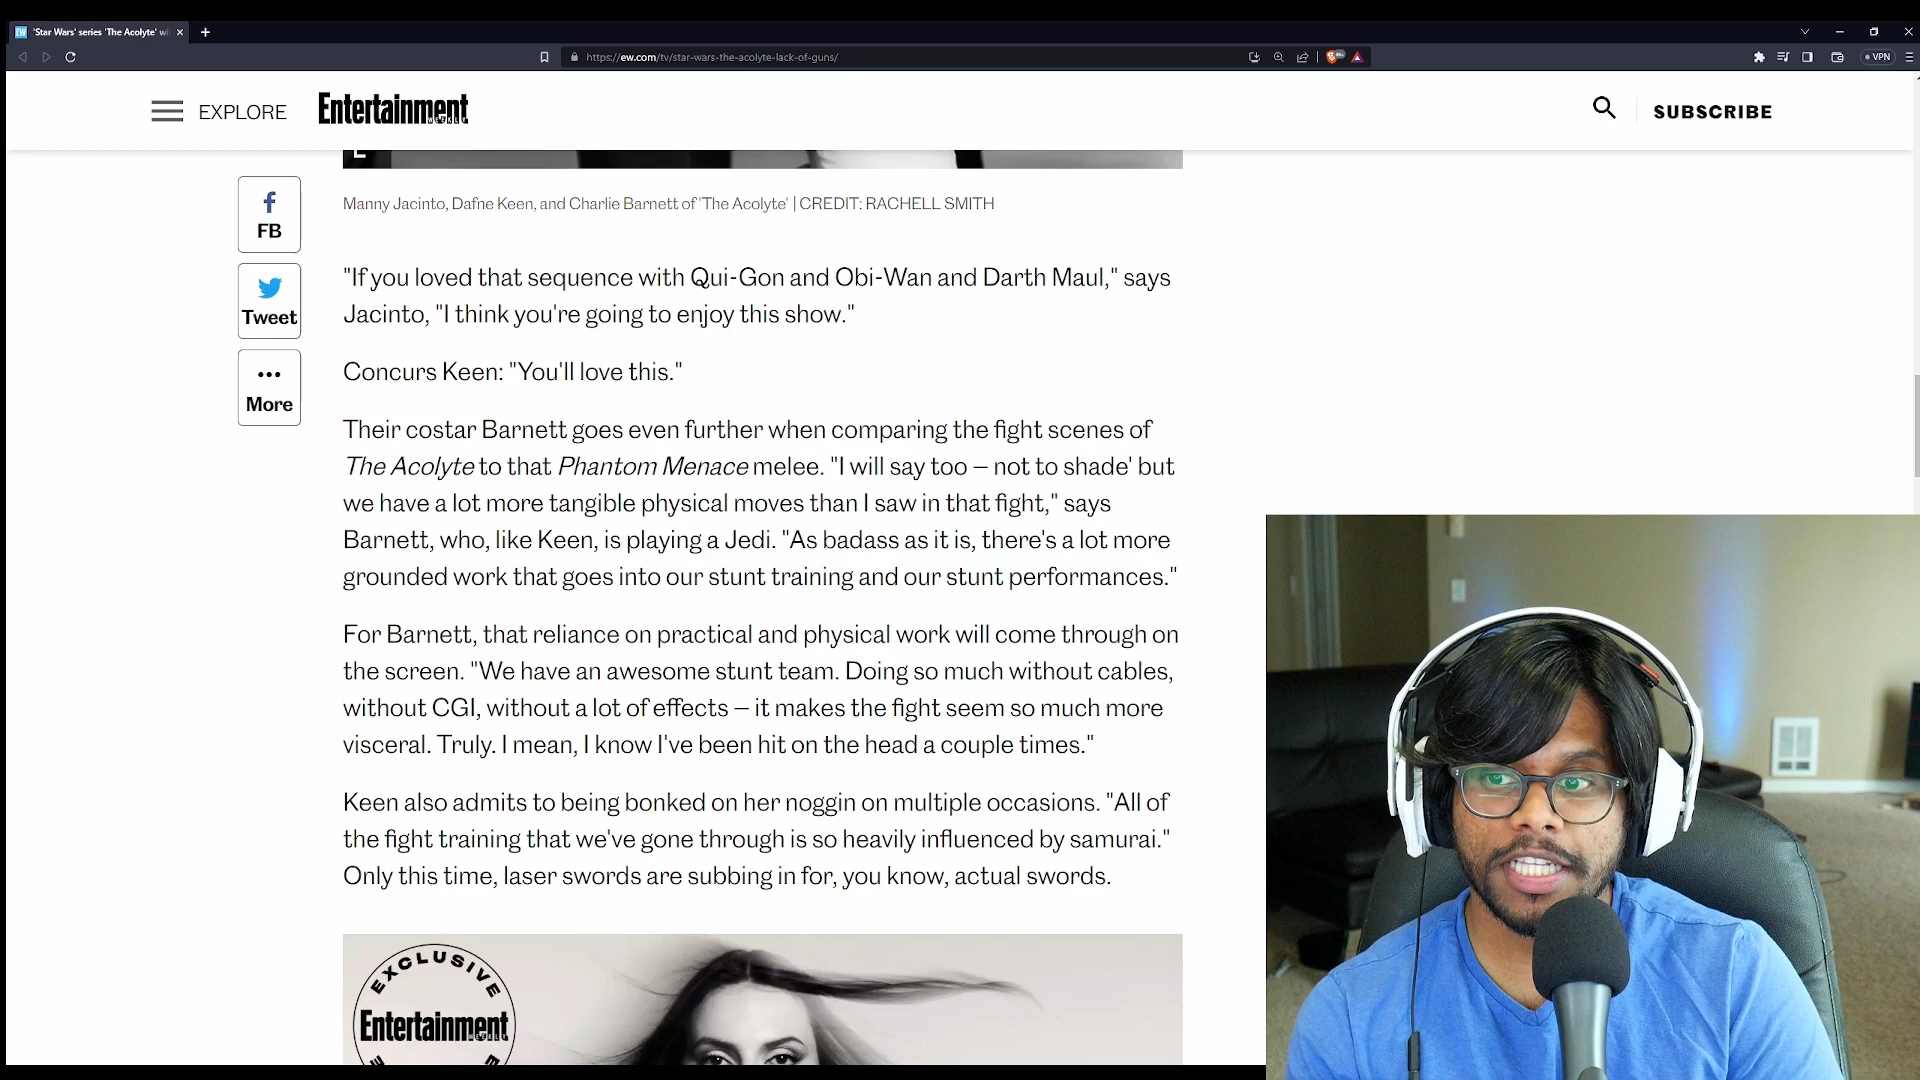 'Star Wars' series 'The Acolyte' wi
https://ew.com/tv/star-wars-the-acolyte-lack-of-guns/
VPN
EXPLORE
Entertainment
WEEKLY
SUBSCRIBE
FB
Tweet
More
Manny Jacinto, Dafne Keen, and Charlie Barnett of 'The Acolyte' | CREDIT: RACHELL SMITH
"If you loved that sequence with Qui-Gon and Obi-Wan and Darth Maul," says
Jacinto, "I think you're going to enjoy this show."
Concurs Keen: "You'll love this."
Their costar Barnett goes even further when comparing the fight scenes of
The Acolyte to that Phantom Menace melee. "I will say too — not to shade' but
we have a lot more tangible physical moves than I saw in that fight," says
Barnett, who, like Keen, is playing a Jedi. "As badass as it is, there's a lot more
grounded work that goes into our stunt training and our stunt performances."
For Barnett, that reliance on practical and physical work will come through on
the screen. "We have an awesome stunt team. Doing so much without cables,
without CGI, without a lot of effects — it makes the fight seem so much more
visceral. Truly. I mean, I know I've been hit on the head a couple times."
Keen also admits to being bonked on her noggin on multiple occasions. "All of
the fight training that we've gone through is so heavily influenced by samurai."
Only this time, laser swords are subbing in for, you know, actual swords.
EXCLUSIVE
Entertainment
WEEKLY